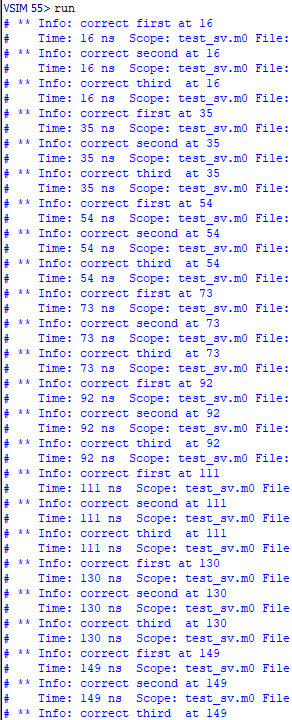 VSIM 55> run
# ** Info: correct first at 16
#    Time: 16 ns  Scope: test_sv.m0 File:
# ** Info: correct second at 16
#    Time: 16 ns  Scope: test_sv.m0 File:
# ** Info: correct third  at 16
#    Time: 16 ns  Scope: test_sv.m0 File:
# ** Info: correct first at 35
#    Time: 35 ns  Scope: test_sv.m0 File:
# ** Info: correct second at 35
#    Time: 35 ns  Scope: test_sv.m0 File:
# ** Info: correct third  at 35
#    Time: 35 ns  Scope: test_sv.m0 File:
# ** Info: correct first at 54
#    Time: 54 ns  Scope: test_sv.m0 File:
# ** Info: correct second at 54
#    Time: 54 ns  Scope: test_sv.m0 File:
# ** Info: correct third  at 54
#    Time: 54 ns  Scope: test_sv.m0 File:
# ** Info: correct first at 73
#    Time: 73 ns  Scope: test_sv.m0 File:
# ** Info: correct second at 73
#    Time: 73 ns  Scope: test_sv.m0 File:
# ** Info: correct third  at 73
#    Time: 73 ns  Scope: test_sv.m0 File:
# ** Info: correct first at 92
#    Time: 92 ns  Scope: test_sv.m0 File:
# ** Info: correct second at 92
#    Time: 92 ns  Scope: test_sv.m0 File:
# ** Info: correct third  at 92
#    Time: 92 ns  Scope: test_sv.m0 File:
# ** Info: correct first at 111
#    Time: 111 ns  Scope: test_sv.m0 File
# ** Info: correct second at 111
#    Time: 111 ns  Scope: test_sv.m0 File
# ** Info: correct third  at 111
#    Time: 111 ns  Scope: test_sv.m0 File
# ** Info: correct first at 130
#    Time: 130 ns  Scope: test_sv.m0 File
# ** Info: correct second at 130
#    Time: 130 ns  Scope: test_sv.m0 File
# ** Info: correct third  at 130
#    Time: 130 ns  Scope: test_sv.m0 File
# ** Info: correct first at 149
#    Time: 149 ns  Scope: test_sv.m0 File
# ** Info: correct second at 149
#    Time: 149 ns  Scope: test_sv.m0 File
# ** Info: correct third  at 149